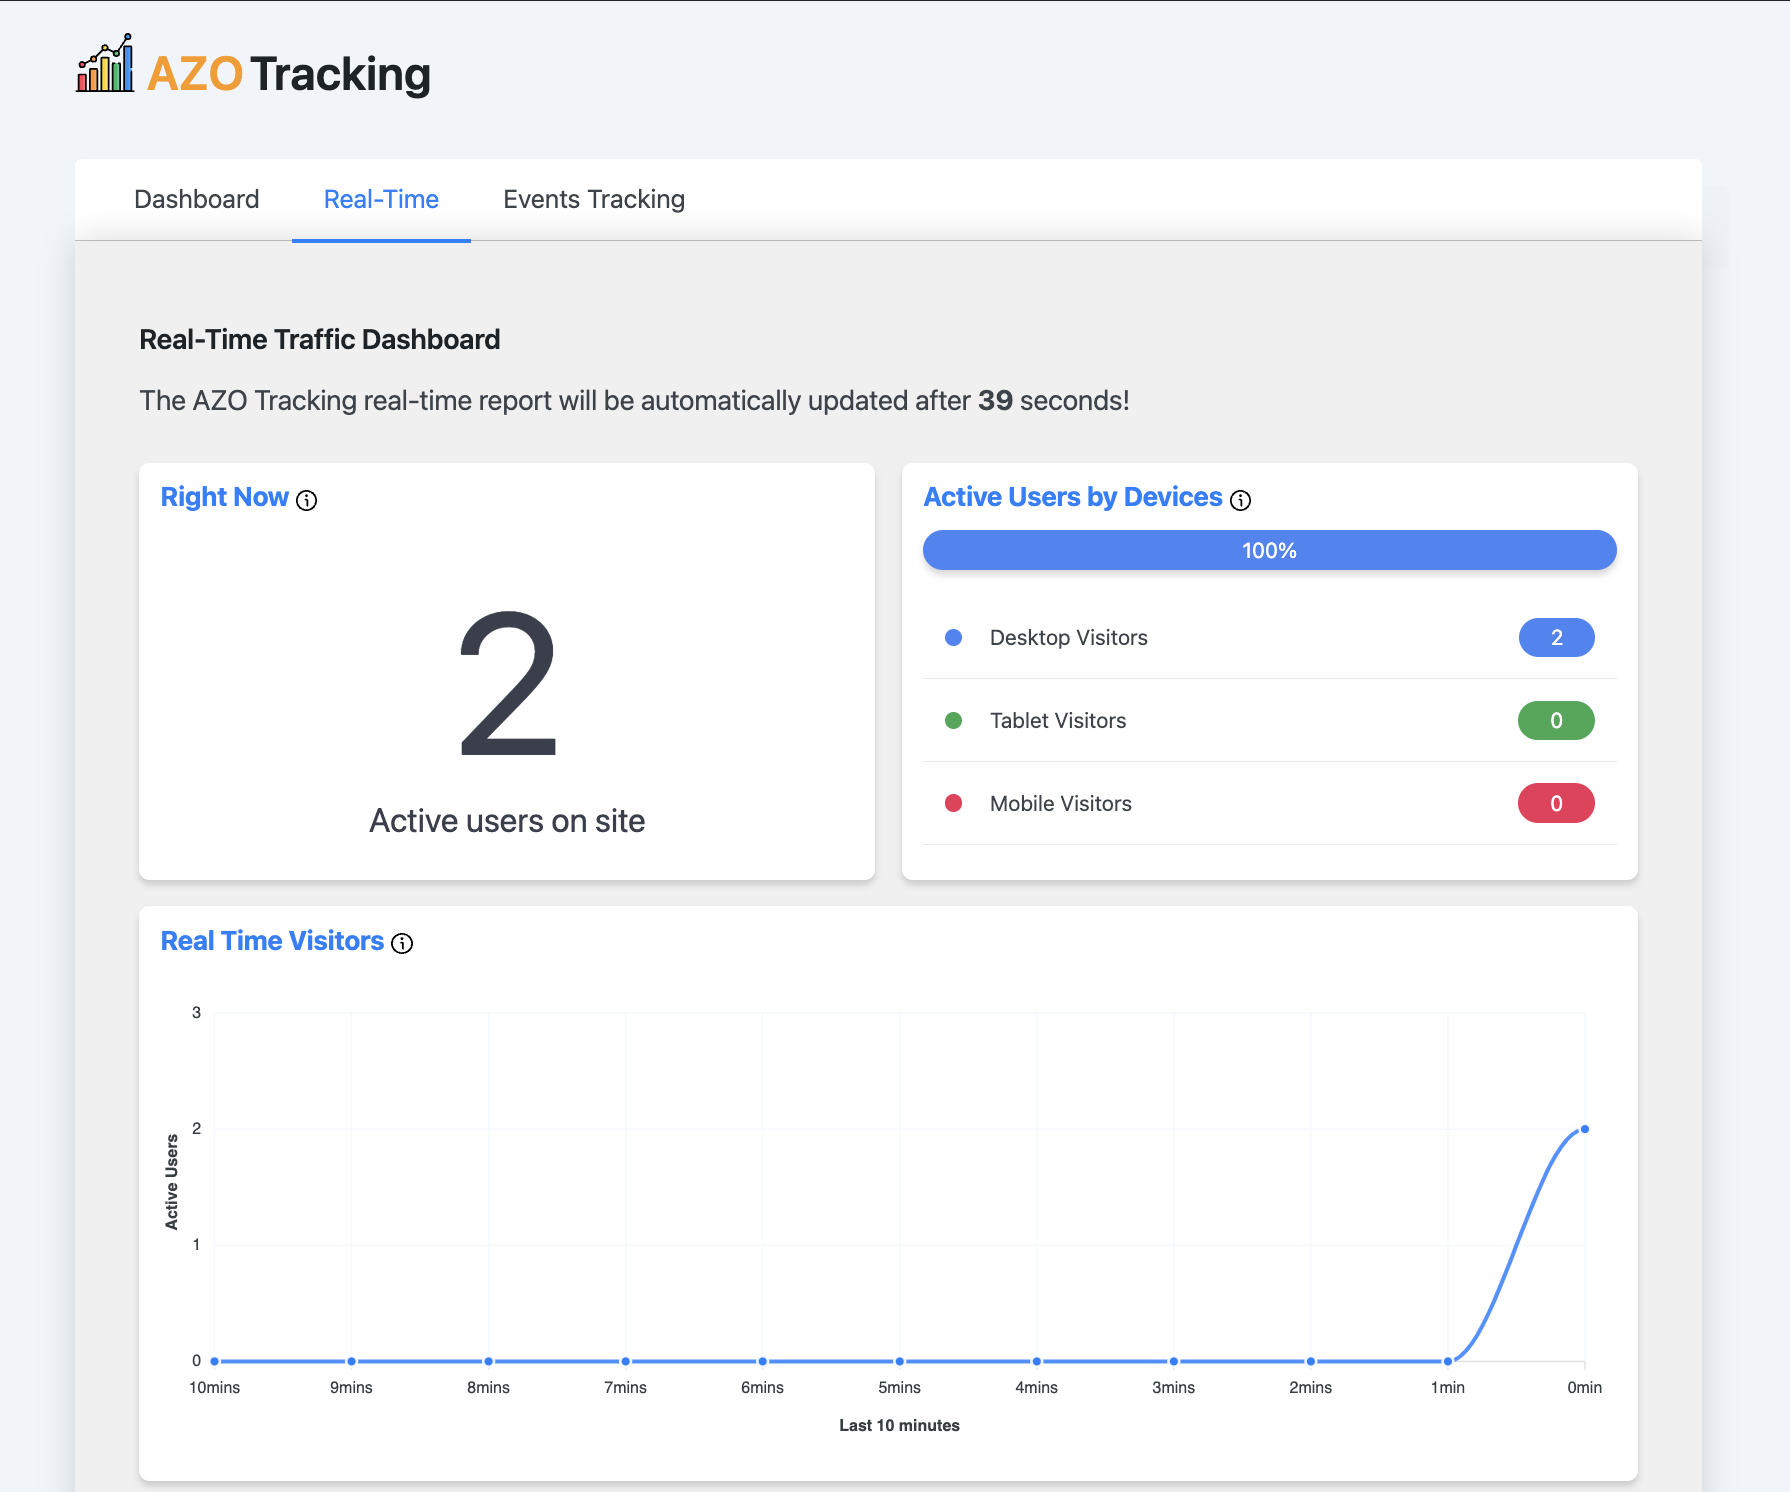 AZO Tracking
Dashboard Real-Time Events Tracking
Real-Time Traffic Dashboard
The AZO Tracking real-time report will be automatically updated after 39 seconds!
Right Now
2
Active users on site
Active Users by Devices
100%
Desktop Visitors 2
Tablet Visitors 0
Mobile Visitors 0
Real Time Visitors
3
2
1
0
Active Users
10mins 9mins 8mins 7mins 6mins 5mins 4mins 3mins 2mins 1min 0min
Last 10 minutes